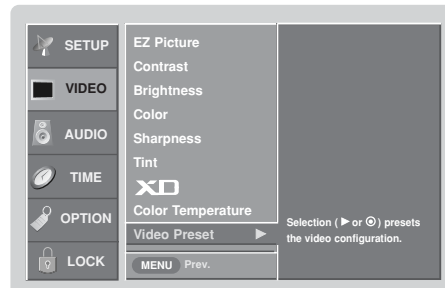 SETUP
VIDEO
AUDIO
TIME
OPTION
LOCK
EZ Picture
Contrast
Brightness
Color
Sharpness
Tint
XD
Color Temperature
Video Preset ▶
MENU Prev.
Selection ( ▶ or ⦿ ) presets
the video configuration.